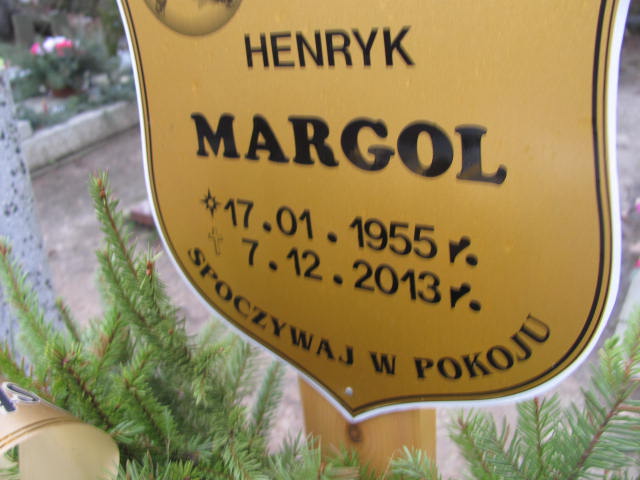 HENRYK
MARGOL
17.01.1955 r.
7.12.2013 r.
SPOCZYWAJ W POKOJU